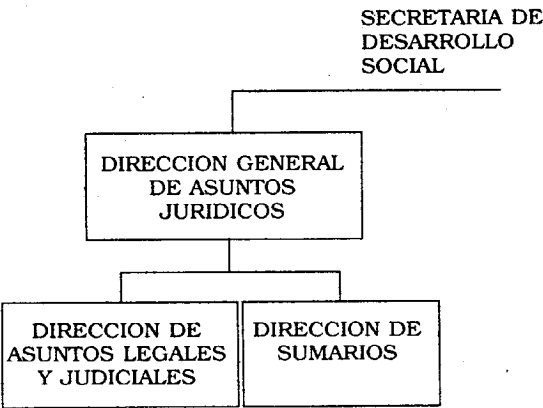 SECRETARIA DE
DESARROLLO
SOCIAL
DIRECCION GENERAL
DE ASUNTOS
JURIDICOS
DIRECCION DE
ASUNTOS LEGALES
Y JUDICIALES
DIRECCION DE
SUMARIOS